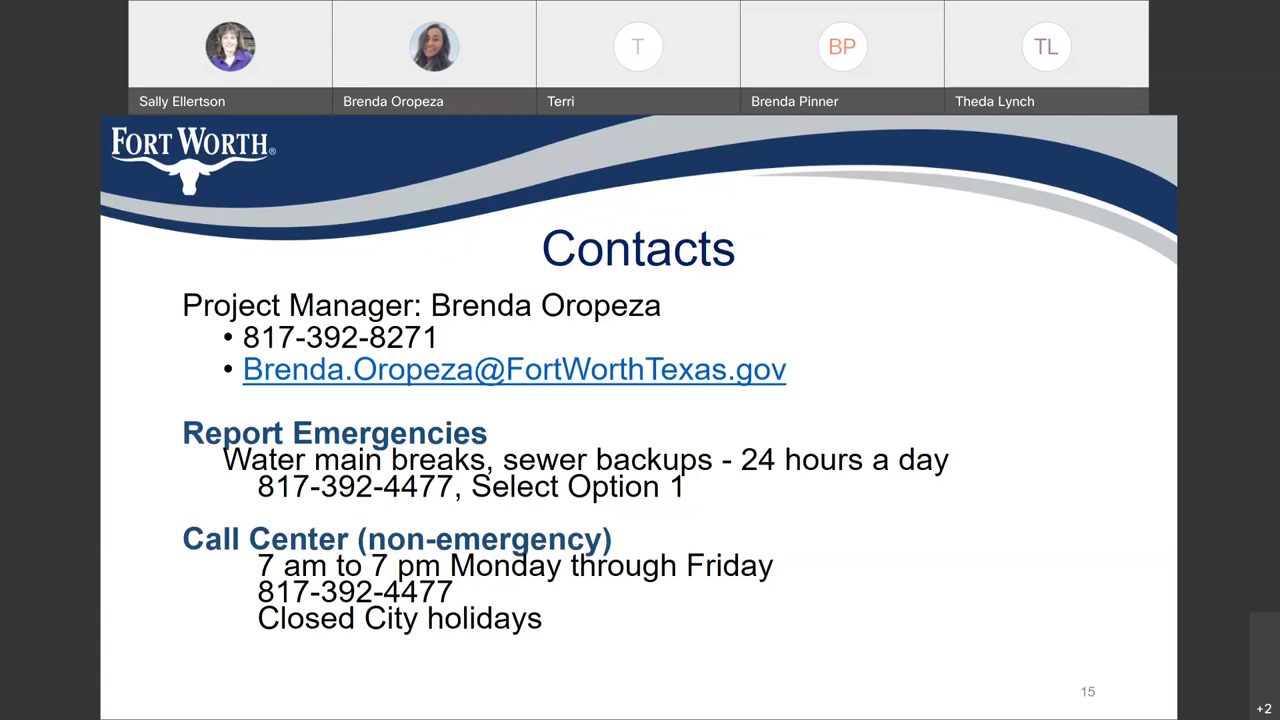 T
BP
TL
Sally Ellertson
Brenda Oropeza
Terri
Brenda Pinner
Theda Lynch
FORT WORTH®
Contacts
Project Manager: Brenda Oropeza
• 817-392-8271
• Brenda.Oropeza@FortWorthTexas.gov
Report Emergencies
Water main breaks, sewer backups - 24 hours a day
817-392-4477, Select Option 1
Call Center (non-emergency)
7 am to 7 pm Monday through Friday
817-392-4477
Closed City holidays
15
+2